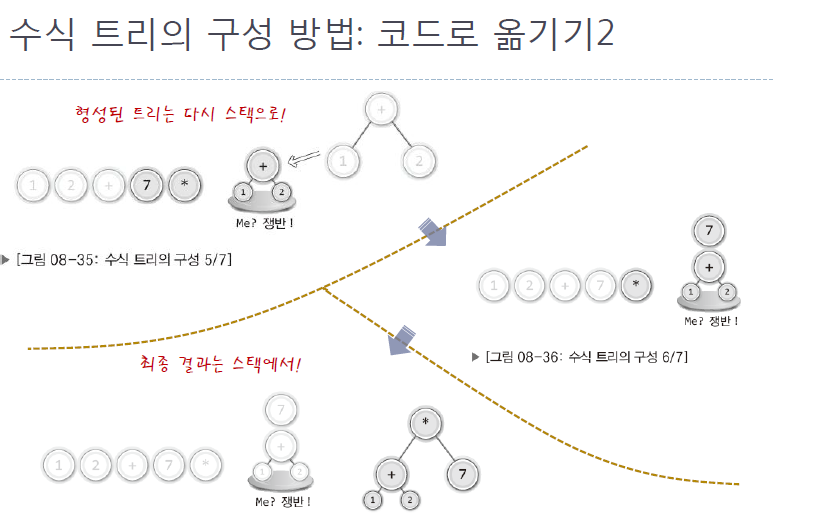 수식 트리의 구성 방법: 코드로 옮기기2
형성된 트리는 다시 스택으로!
+
1 2
1 2 + 7 *
+
1 2
Me? 쟁반!
▶ [그림 08-35: 수식 트리의 구성 5/7]
7
+
1 2
1 2 + 7 *
Me? 쟁반!
▶ [그림 08-36: 수식 트리의 구성 6/7]
최종 결과는 스택에서!
7
+
1 2
1 2 + 7 *
Me? 쟁반!
*
+ 7
1 2